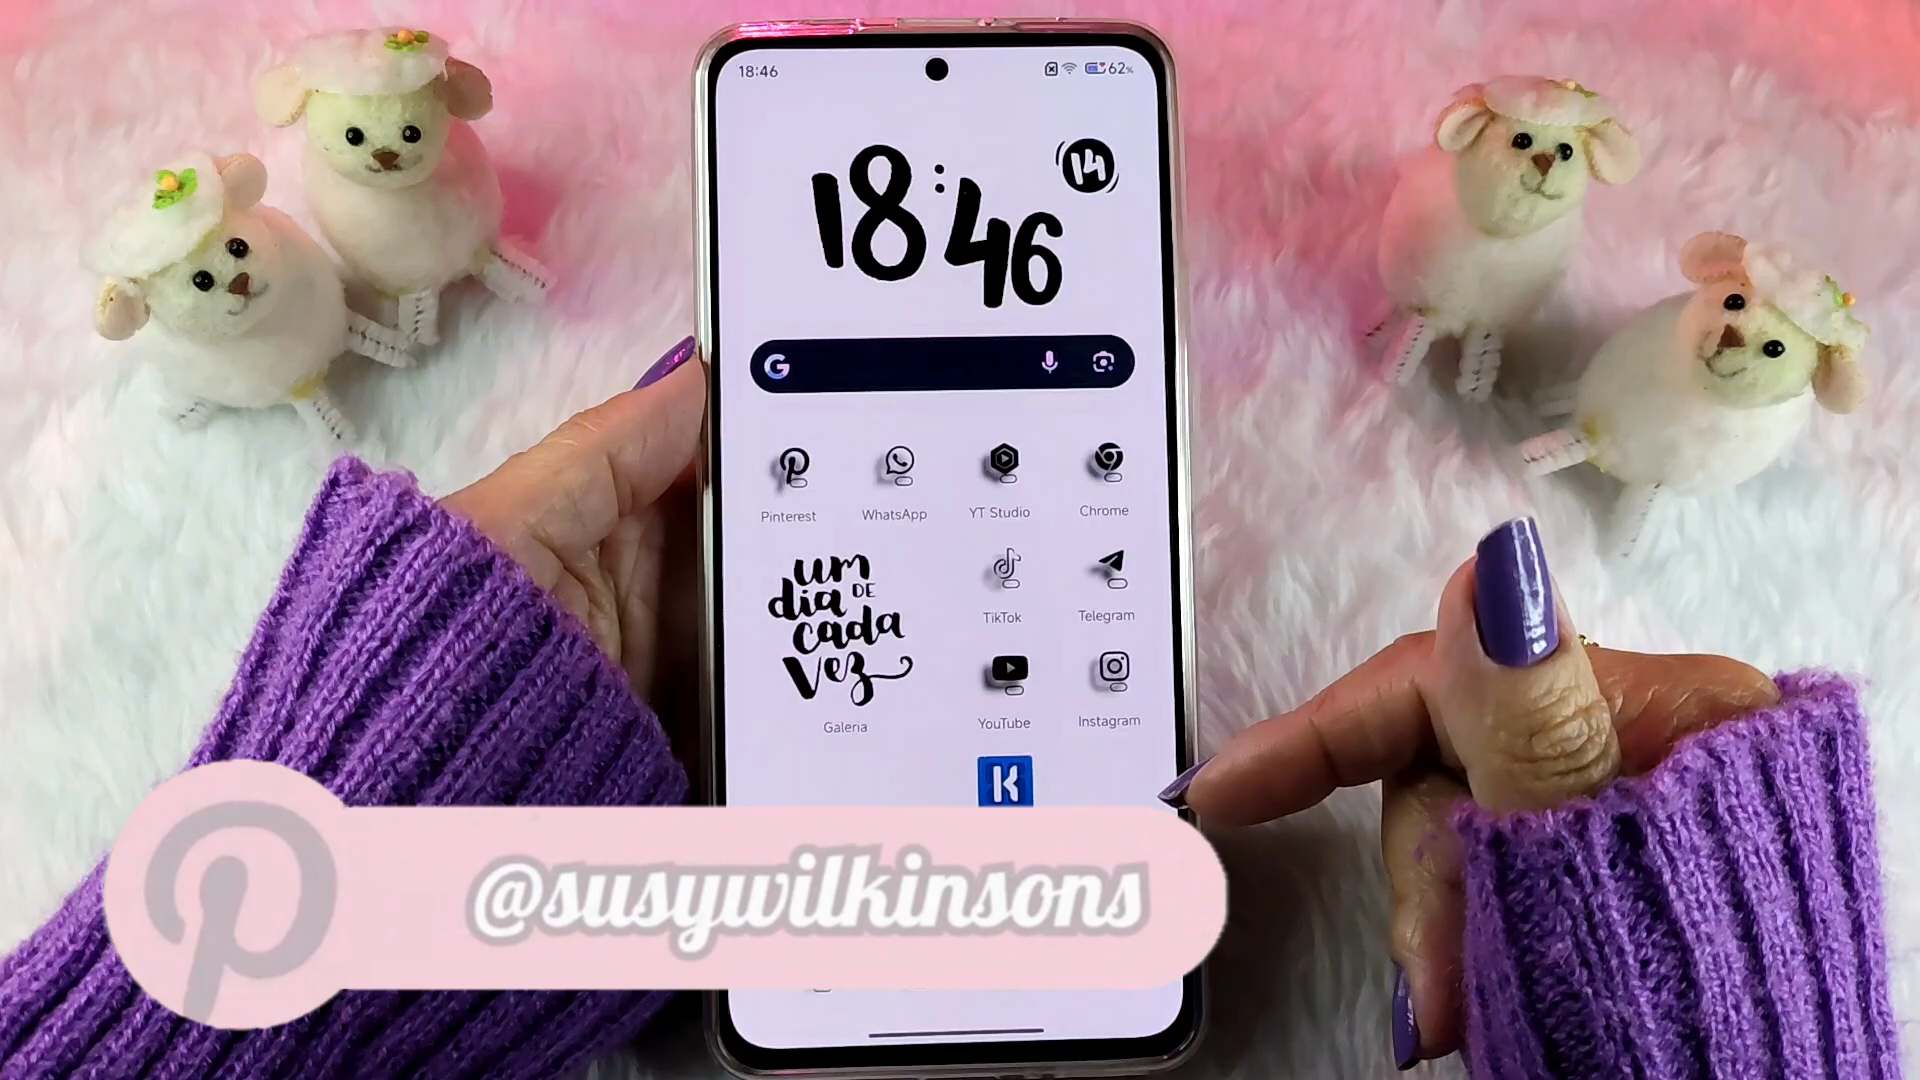 18:46
62%
18:46
14
G
Pinterest
WhatsApp
YT Studio
Chrome
um
dia DE
cada
vez
TikTok
Telegram
Galeria
YouTube
Instagram
K
@susywilkinsons